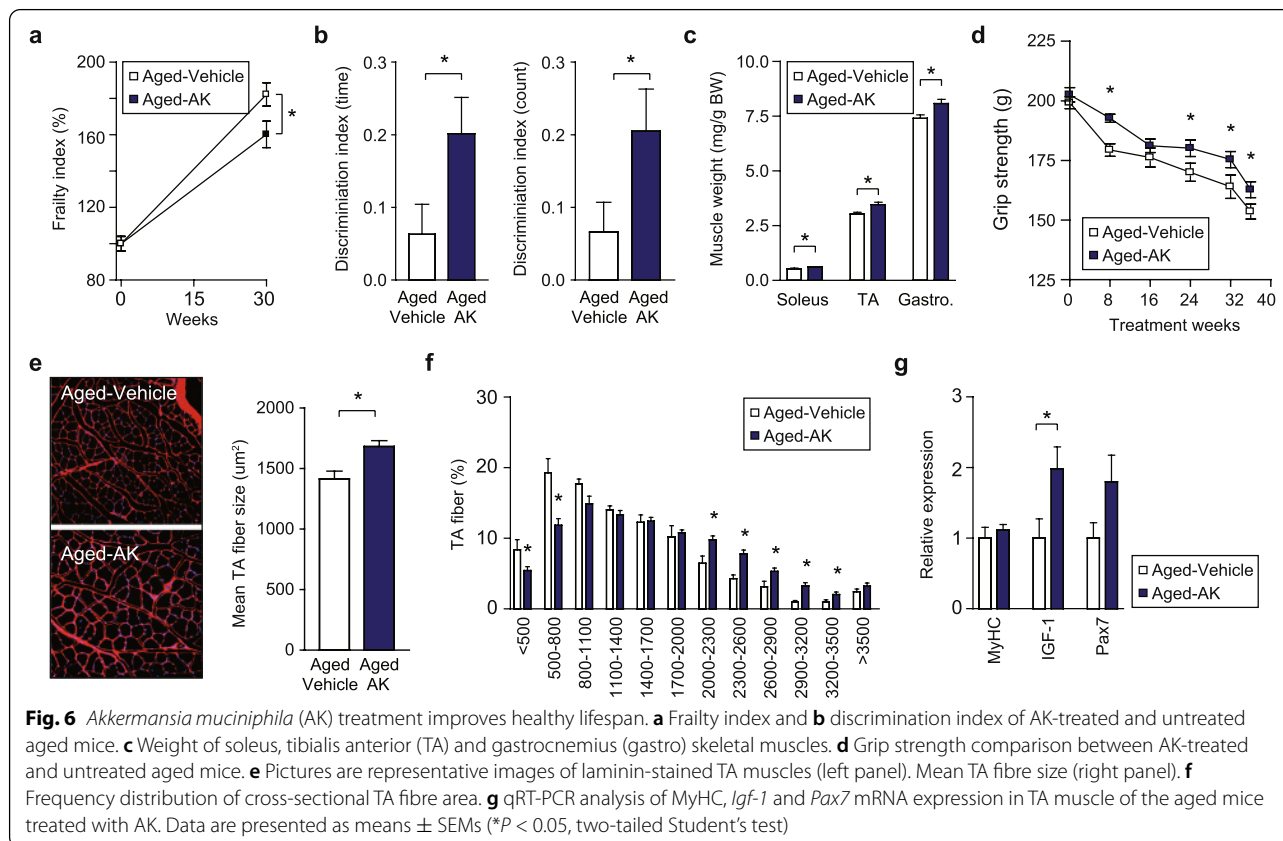 a
Frailty index (%)
200
160
120
80
0
15
30
Weeks
Aged-Vehicle
Aged-AK
*
b
Discriminiation index (time)
0.3
0.2
0.1
0.0
*
Aged Aged
Vehicle AK
Discriminiation index (count)
0.3
0.2
0.1
0.0
*
Aged Aged
Vehicle AK
c
Muscle weight (mg/g BW)
10.0
7.5
5.0
2.5
0.0
Aged-Vehicle
Aged-AK
*
*
*
Soleus TA Gastro.
d
Grip strength (g)
225
200
175
150
125
* * * *
Aged-Vehicle
Aged-AK
0 8 16 24 32 40
Treatment weeks
e
Aged-Vehicle
Aged-AK
Mean TA fiber size (um²)
2000
1500
1000
500
0
*
Aged Aged
Vehicle AK
f
TA fiber (%)
30
20
10
0
Aged-Vehicle
Aged-AK
* * * * * * *
<500
500-800
800-1100
1100-1400
1400-1700
1700-2000
2000-2300
2300-2600
2600-2900
2900-3200
3200-3500
>3500
g
Relative expression
3
2
1
0
*
MyHC
IGF-1
Pax7
Aged-Vehicle
Aged-AK
Fig. 6 Akkermansia muciniphila (AK) treatment improves healthy lifespan. a Frailty index and b discrimination index of AK-treated and untreated
aged mice. c Weight of soleus, tibialis anterior (TA) and gastrocnemius (gastro) skeletal muscles. d Grip strength comparison between AK-treated
and untreated aged mice. e Pictures are representative images of laminin-stained TA muscles (left panel). Mean TA fibre size (right panel). f
Frequency distribution of cross-sectional TA fibre area. g qRT-PCR analysis of MyHC, Igf-1 and Pax7 mRNA expression in TA muscle of the aged mice
treated with AK. Data are presented as means ± SEMs (*P < 0.05, two-tailed Student's test)